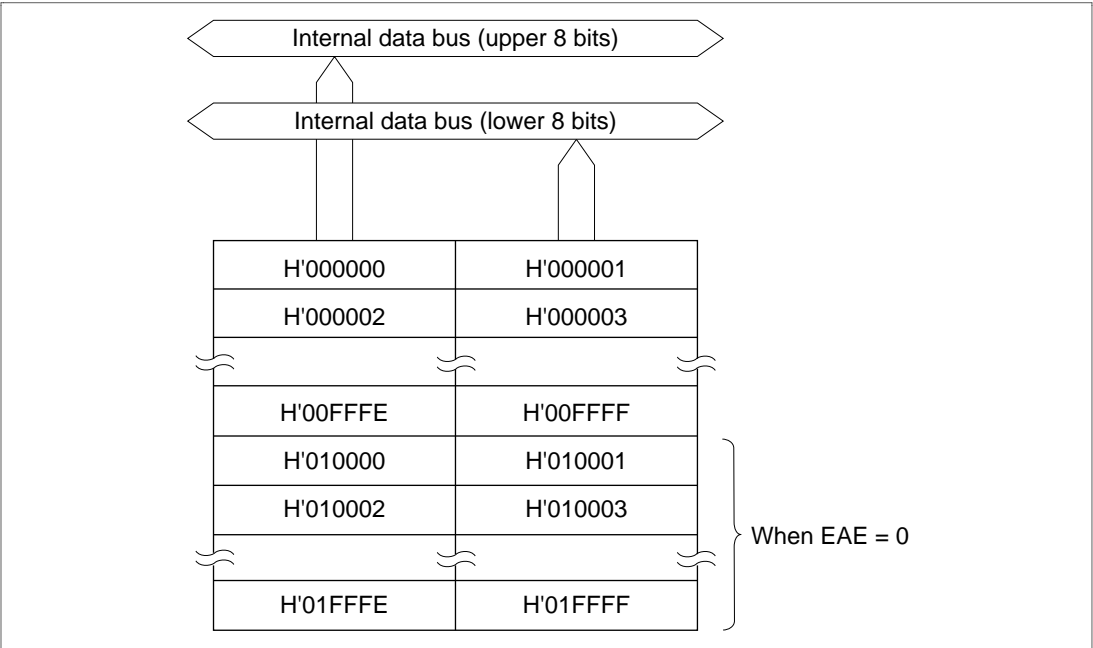 Internal data bus (upper 8 bits)
Internal data bus (lower 8 bits)
H'000000 H'000001
H'000002 H'000003
H'00FFFE H'00FFFF
H'010000 H'010001
H'010002 H'010003
When EAE = 0
H'01FFFE H'01FFFF